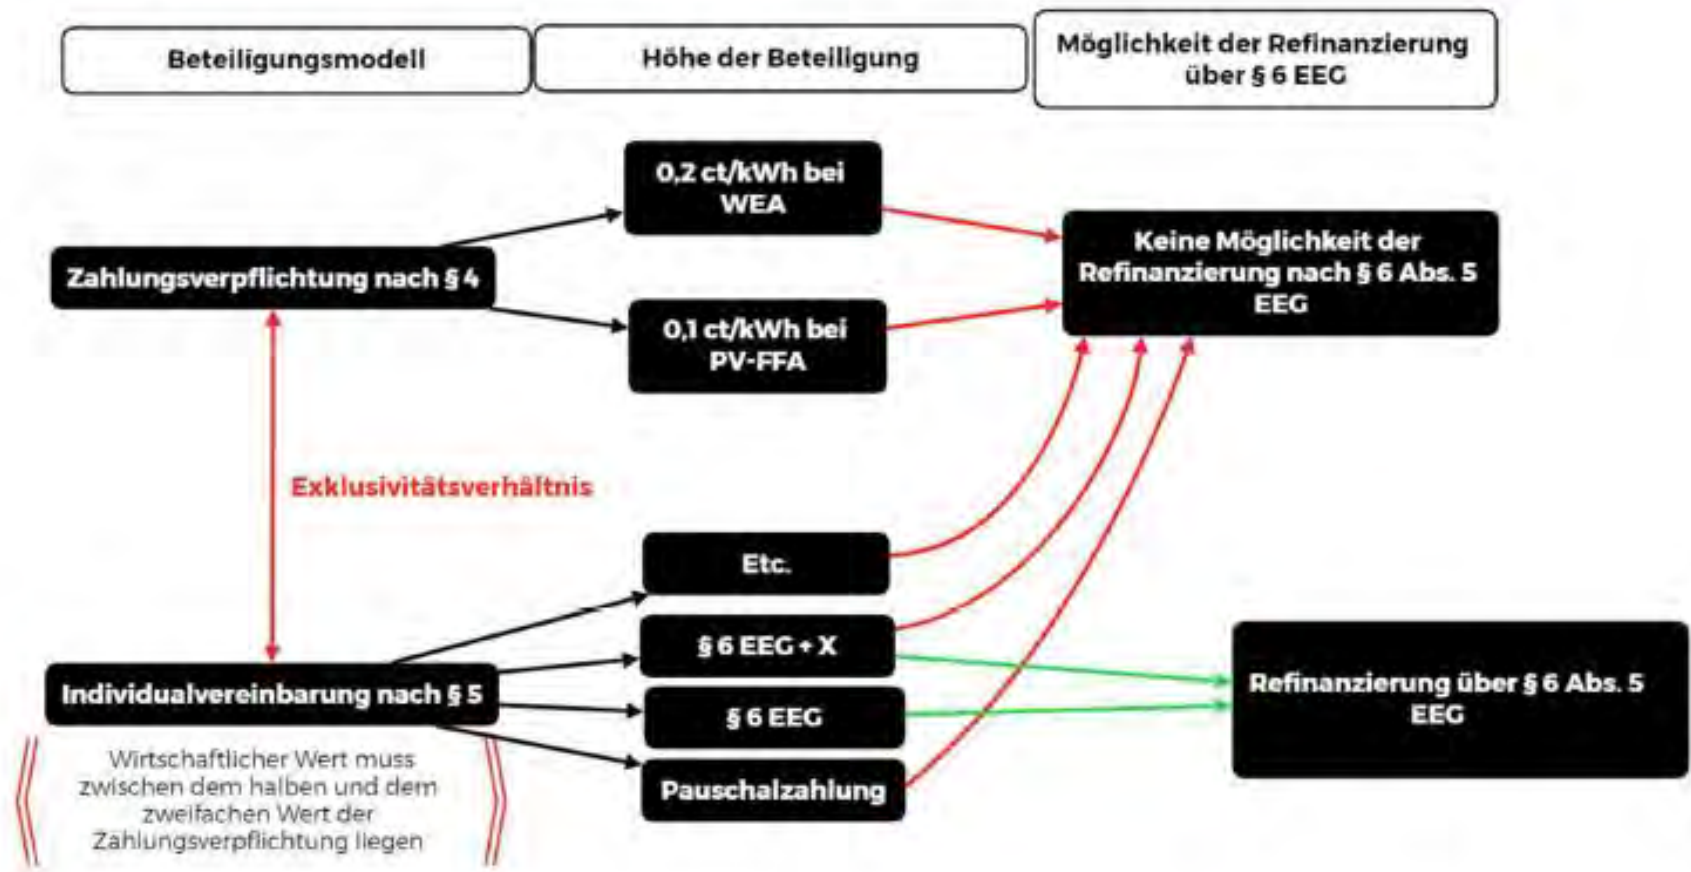 Beteiligungsmodell
Höhe der Beteiligung
Möglichkeit der Refinanzierung
über § 6 EEG
0,2 ct/kWh bei
WEA
Zahlungsverpflichtung nach § 4
0,1 ct/kWh bei
PV-FFA
Keine Möglichkeit der
Refinanzierung nach § 6 Abs. 5
EEG
Exklusivitätsverhältnis
Etc.
§ 6 EEG + X
Individualvereinbarung nach § 5
§ 6 EEG
Pauschalzahlung
Refinanzierung über § 6 Abs. 5
EEG
Wirtschaftlicher Wert muss
zwischen dem halben und dem
zweifachen Wert der
Zahlungsverpflichtung liegen